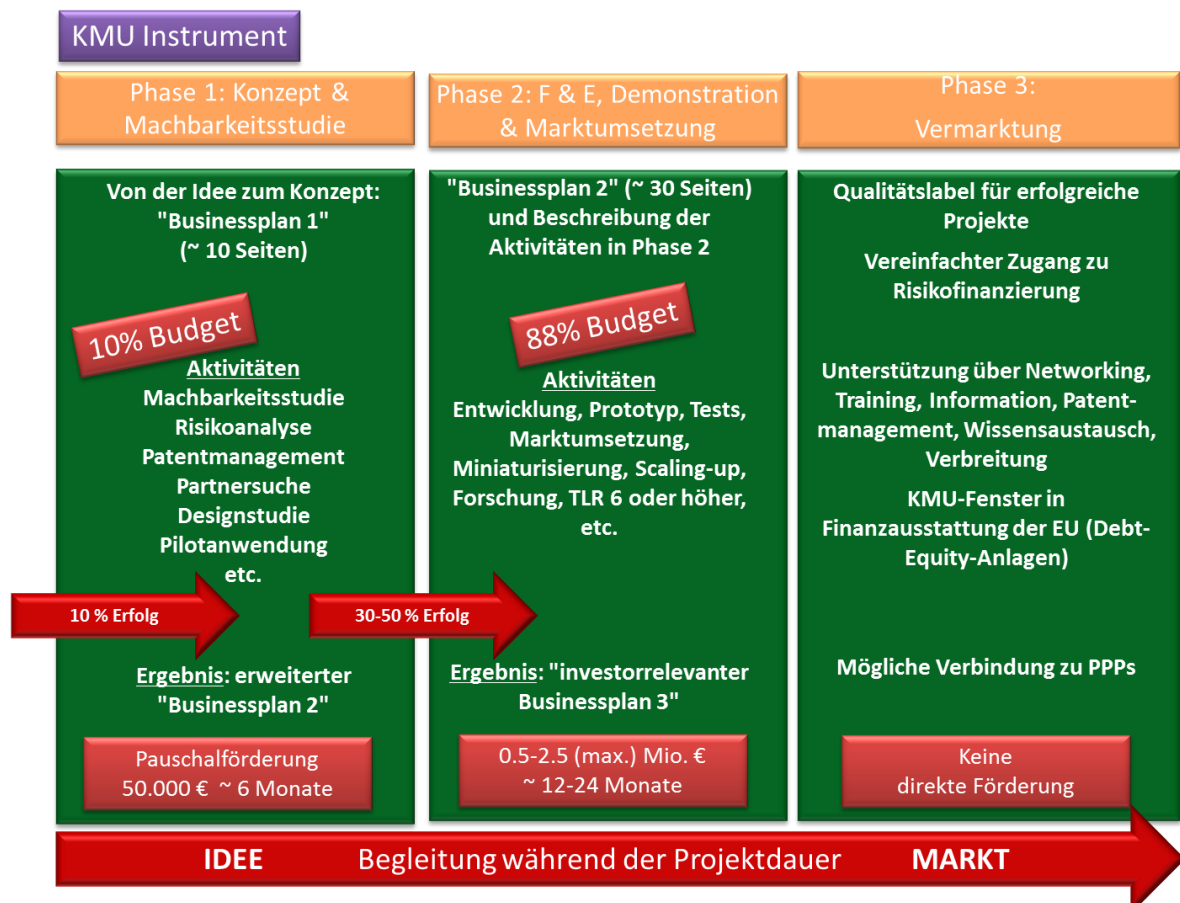 KMU Instrument
Phase 1: Konzept &
Machbarkeitsstudie
Von der Idee zum Konzept:
"Businessplan 1"
(~ 10 Seiten)
10% Budget
Aktivitäten
Machbarkeitsstudie
Risikoanalyse
Patentmanagement
Partnersuche
Designstudie
Pilotanwendung
etc.
10 % Erfolg
Ergebnis: erweiterter
"Businessplan 2"
Pauschalförderung
50.000 € ~ 6 Monate
Phase 2: F & E, Demonstration
& Marktumsetzung
"Businessplan 2" (~ 30 Seiten)
und Beschreibung der
Aktivitäten in Phase 2
88% Budget
Aktivitäten
Entwicklung, Prototyp, Tests,
Marktumsetzung,
Miniaturisierung, Scaling-up,
Forschung, TLR 6 oder höher,
etc.
30-50 % Erfolg
Ergebnis: "investorrelevanter
Businessplan 3"
0.5-2.5 (max.) Mio. €
~ 12-24 Monate
Phase 3:
Vermarktung
Qualitätslabel für erfolgreiche
Projekte
Vereinfachter Zugang zu
Risikofinanzierung
Unterstützung über Networking,
Training, Information, Patent-
management, Wissensaustausch,
Verbreitung
KMU-Fenster in
Finanzausstattung der EU (Debt-
Equity-Anlagen)
Mögliche Verbindung zu PPPs
Keine
direkte Förderung
IDEE Begleitung während der Projektdauer MARKT